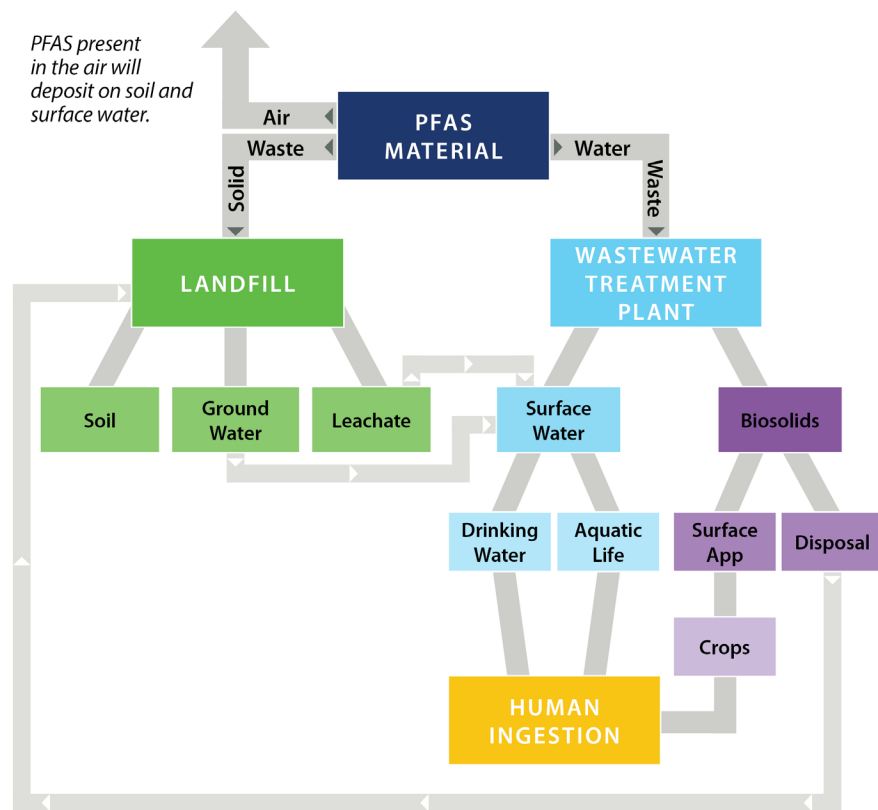 PFAS present
in the air will
deposit on soil and
surface water.
PFAS
MATERIAL
Air
Waste
Solid
Water
Waste
LANDFILL
WASTEWATER
TREATMENT
PLANT
Soil
Ground
Water
Leachate
Surface
Water
Biosolids
Drinking
Water
Aquatic
Life
Surface
App
Disposal
Crops
HUMAN
INGESTION